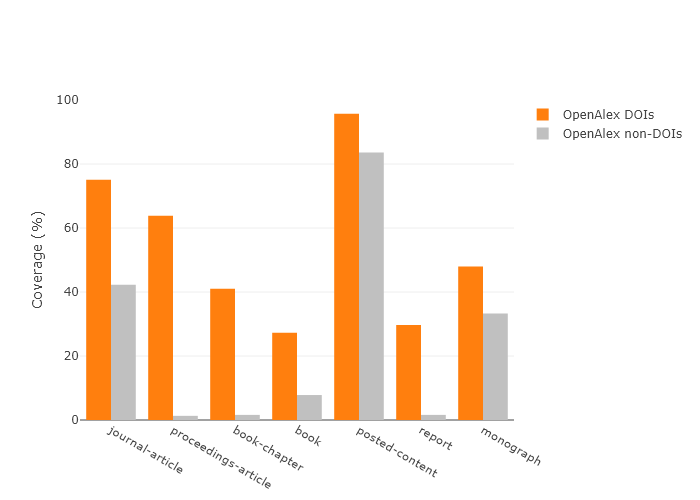 100
80
60
40
20
0
Coverage (%)
journal-article
proceedings-article
book-chapter
book
posted-content
report
monograph
OpenAlex DOIs
OpenAlex non-DOIs